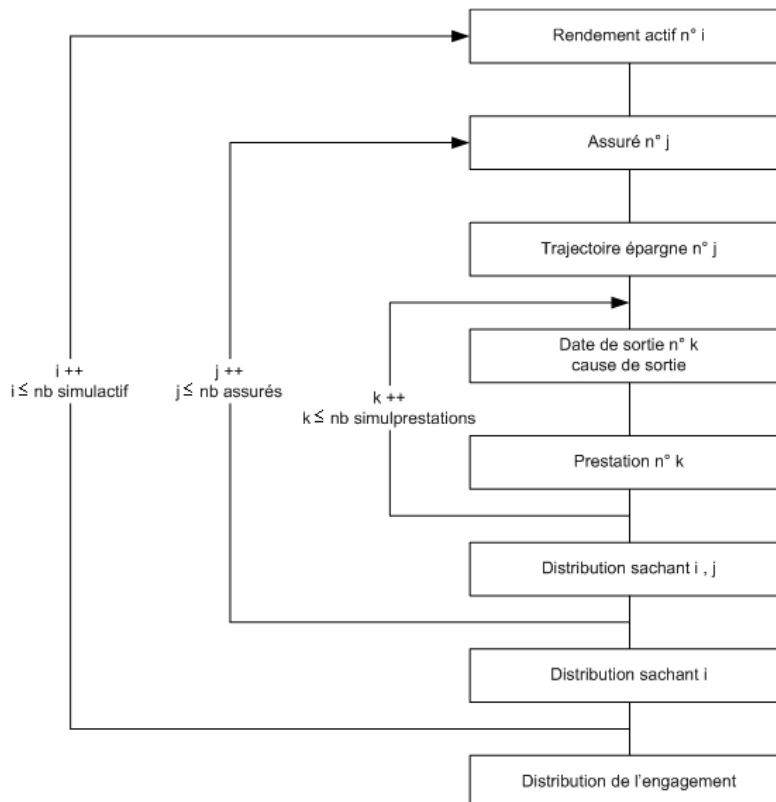 Rendement actif n° i
Assuré n° j
Trajectoire épargne n° j
Date de sortie n° k
cause de sortie
i ++
i ≤ nb simulactif
j ++
j ≤ nb assurés
k ++
k ≤ nb simulprestations
Prestation n° k
Distribution sachant i , j
Distribution sachant i
Distribution de l'engagement